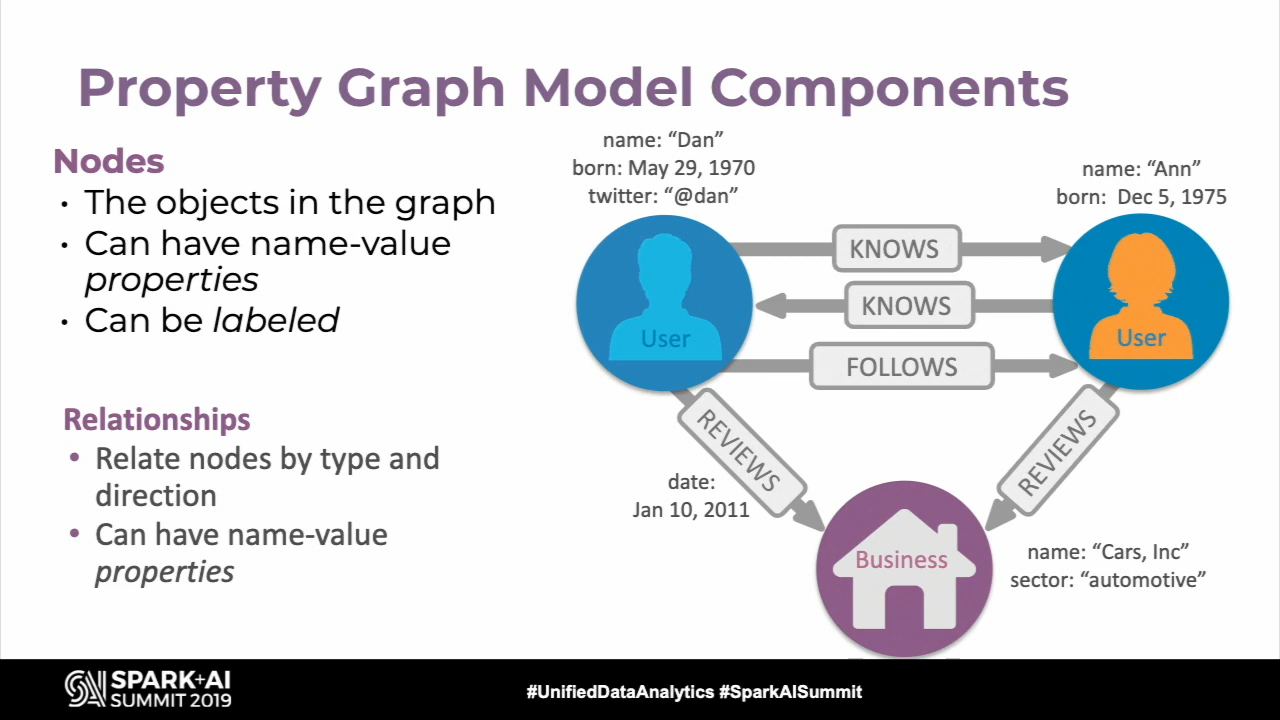 Property Graph Model Components
Nodes
• The objects in the graph
• Can have name-value
properties
• Can be labeled
Relationships
• Relate nodes by type and
direction
• Can have name-value
properties
name: “Dan”
born: May 29, 1970
twitter: “@dan”
name: “Ann”
born: Dec 5, 1975
User
User
KNOWS
KNOWS
FOLLOWS
REVIEWS
REVIEWS
date:
Jan 10, 2011
Business
name: “Cars, Inc”
sector: “automotive”
SPARK+AI
SUMMIT 2019
#UnifiedDataAnalytics #SparkAISummit